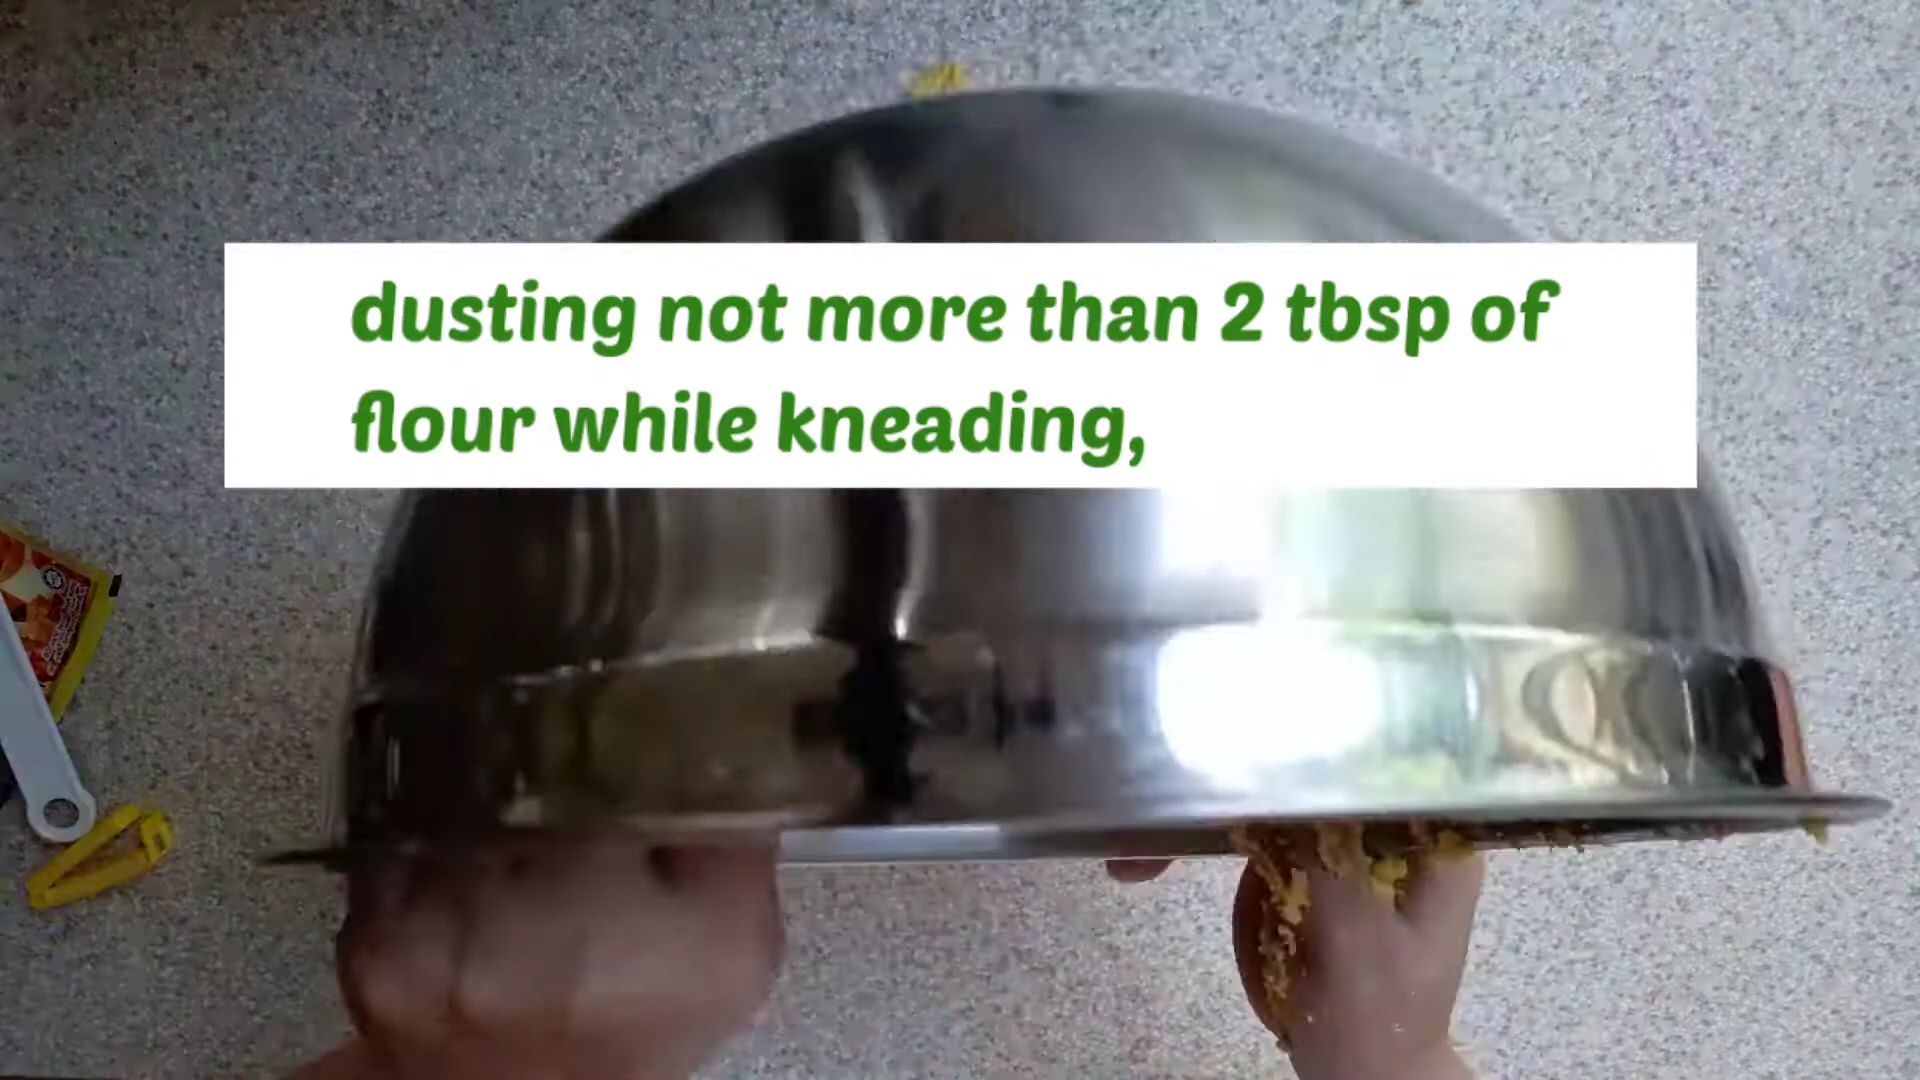 dusting not more than 2 tbsp of
flour while kneading,